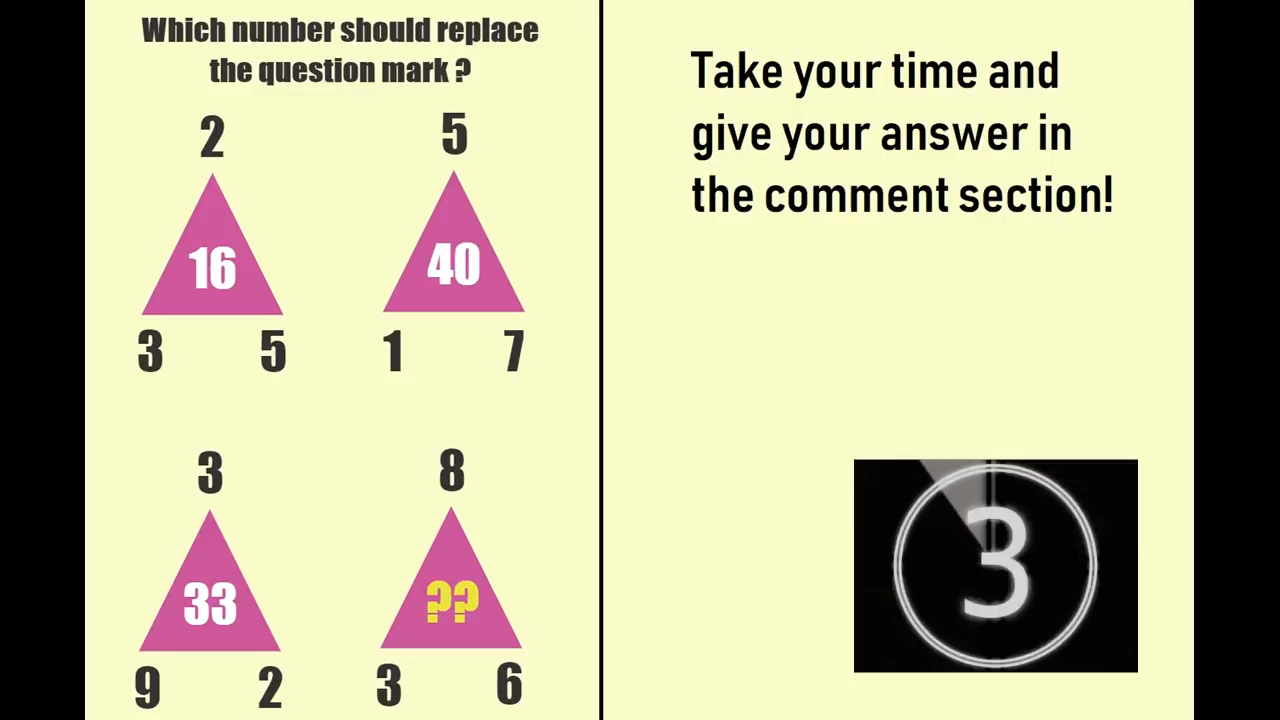 Which number should replace
the question mark ?
2
16
3 5
5
40
1 7
3
33
9 2
8
??
3 6
Take your time and
give your answer in
the comment section!
3